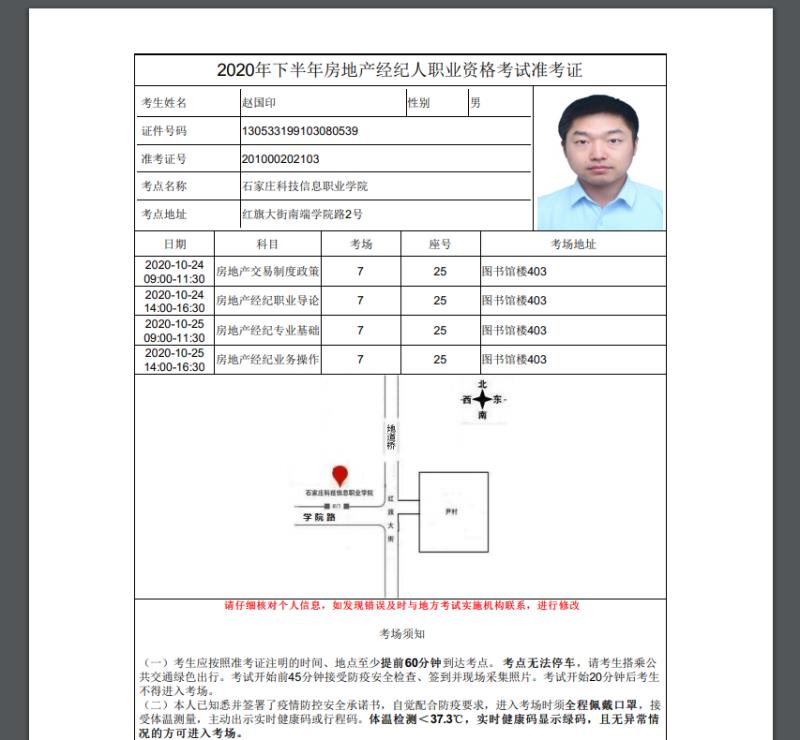 2020年下半年房地产经纪人职业资格考试准考证
考生姓名 赵国印 性别 男
证件号码 130533199103080539
准考证号 201000202103
考点名称 石家庄科技信息职业学院
考点地址 红旗大街南端学院路2号
日期 科目 考场 座号 考场地址
2020-10-24 09:00-11:30 房地产交易制度政策 7 25 图书馆楼403
2020-10-24 14:00-16:30 房地产经纪职业导论 7 25 图书馆楼403
2020-10-25 09:00-11:30 房地产经纪专业基础 7 25 图书馆楼403
2020-10-25 14:00-16:30 房地产经纪业务操作 7 25 图书馆楼403
北
西 东
南
地道桥
石家庄科技信息职业学院
学院路
红旗大街
尹村
请仔细核对个人信息，如发现错误及时与地方考试实施机构联系，进行修改
考场须知
（一）考生应按照准考证注明的时间、地点至少提前60分钟到达考点。考点无法停车，请考生搭乘公
共交通绿色出行。考试开始前45分钟接受防疫安全检查、签到并现场采集照片。考试开始20分钟后考生
不得进入考场。
（二）本人已知悉并签署了疫情防控安全承诺书，自觉配合防疫要求，进入考场时须全程佩戴口罩，接
受体温测量，主动出示实时健康码或行程码。体温检测＜37.3℃，实时健康码显示绿码，且无异常情
况的方可进入考场。